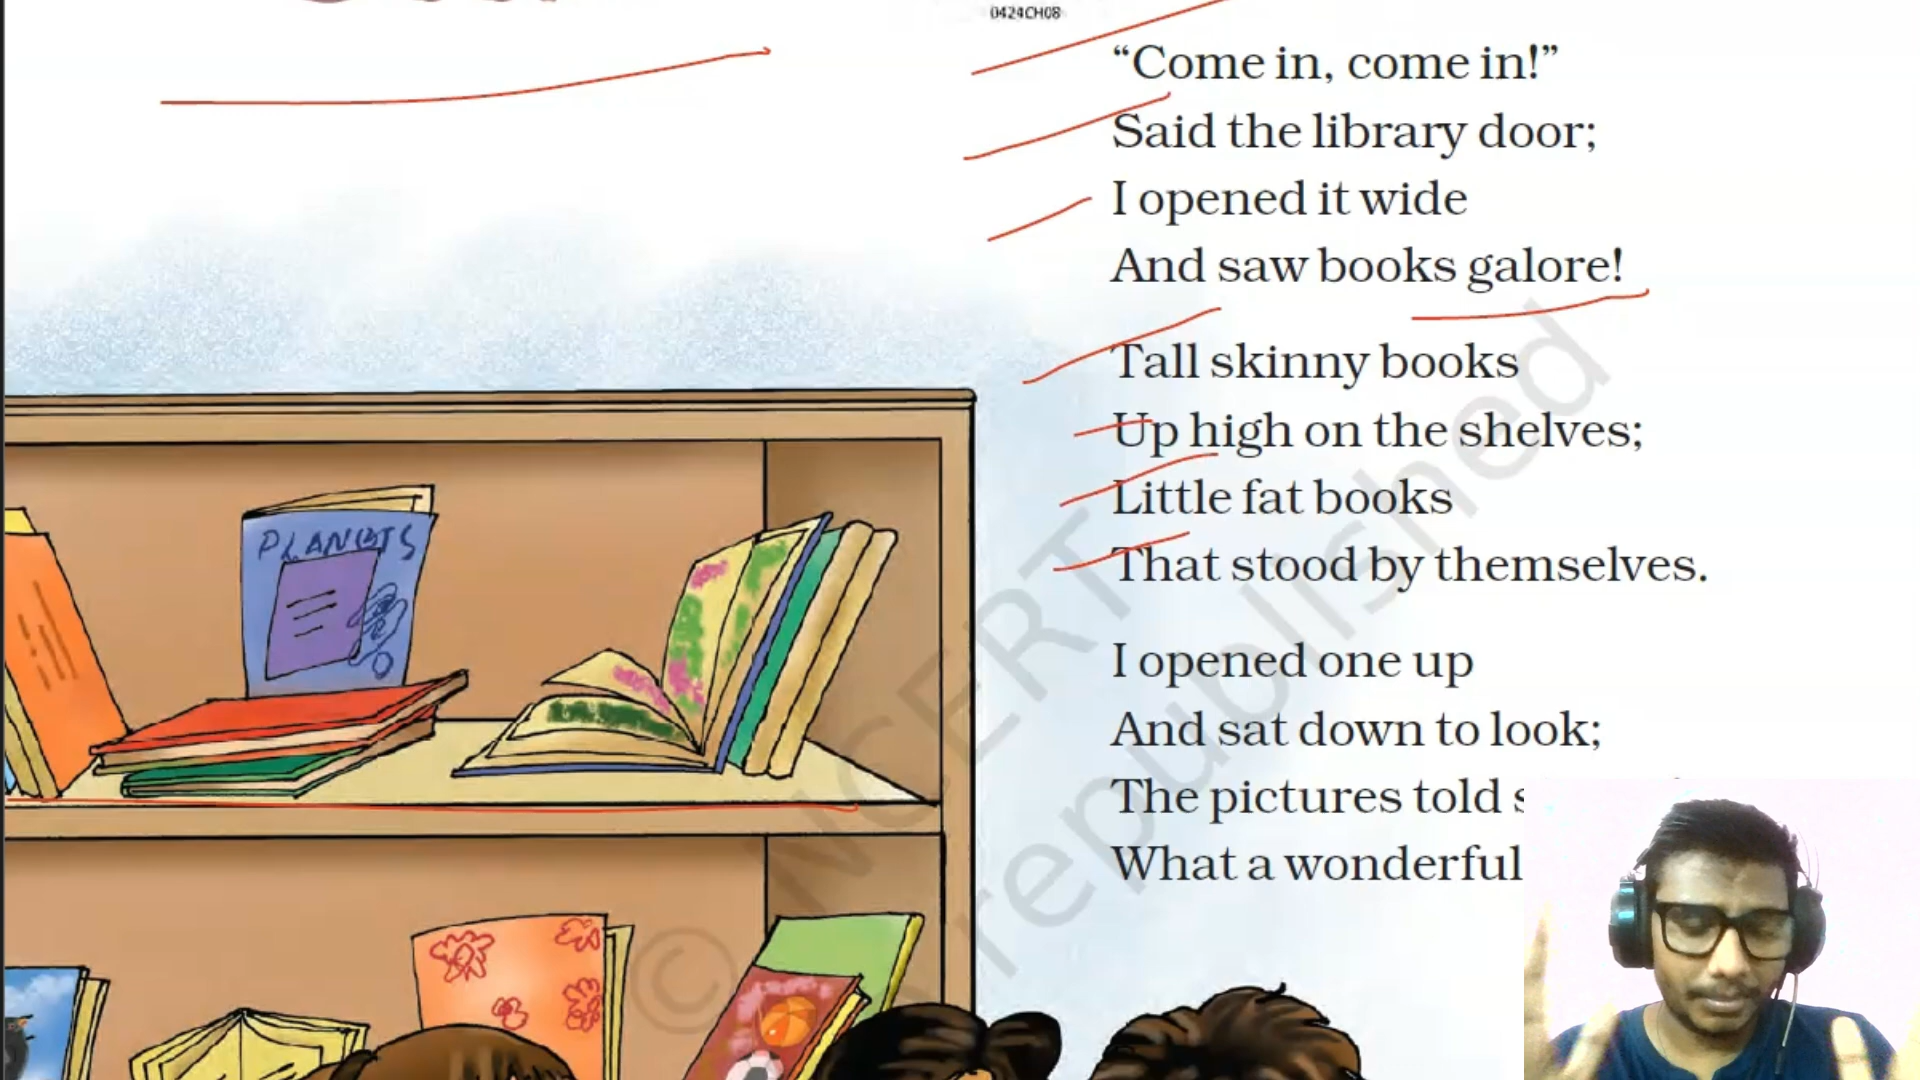 0424CH08
“Come in, come in!”
Said the library door;
I opened it wide
And saw books galore!
Tall skinny books
Up high on the shelves;
Little fat books
That stood by themselves.
I opened one up
And sat down to look;
The pictures told
What a wonderful
PLANETS
© NCERT
republished